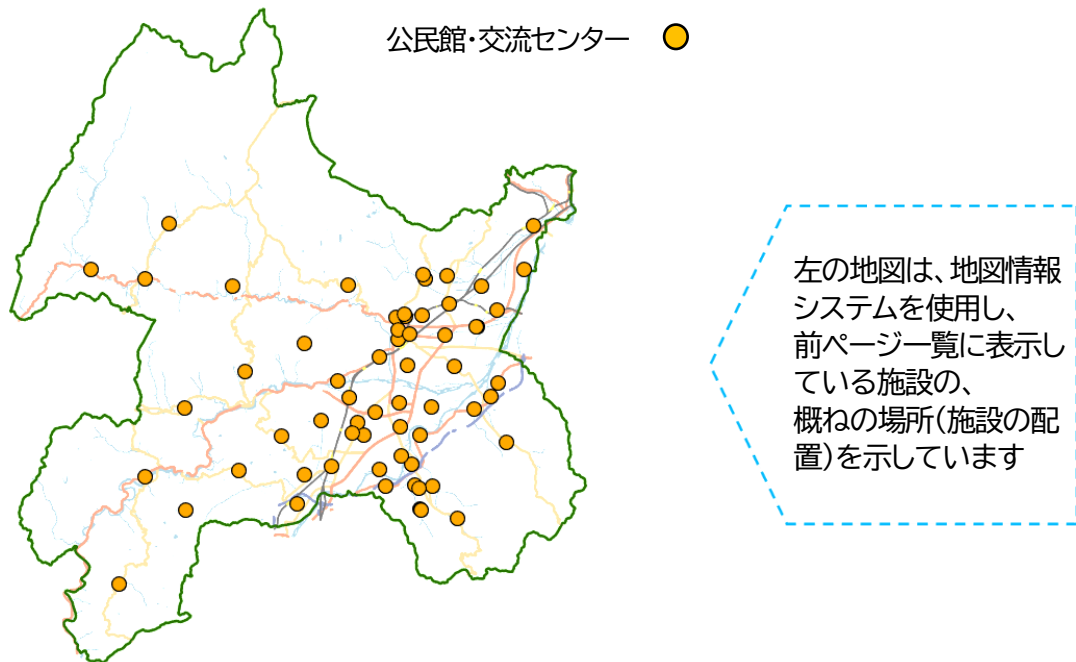 公民館・交流センター
左の地図は、地図情報
システムを使用し、
前ページ一覧に表示し
ている施設の、
概ねの場所(施設の配
置)を示しています